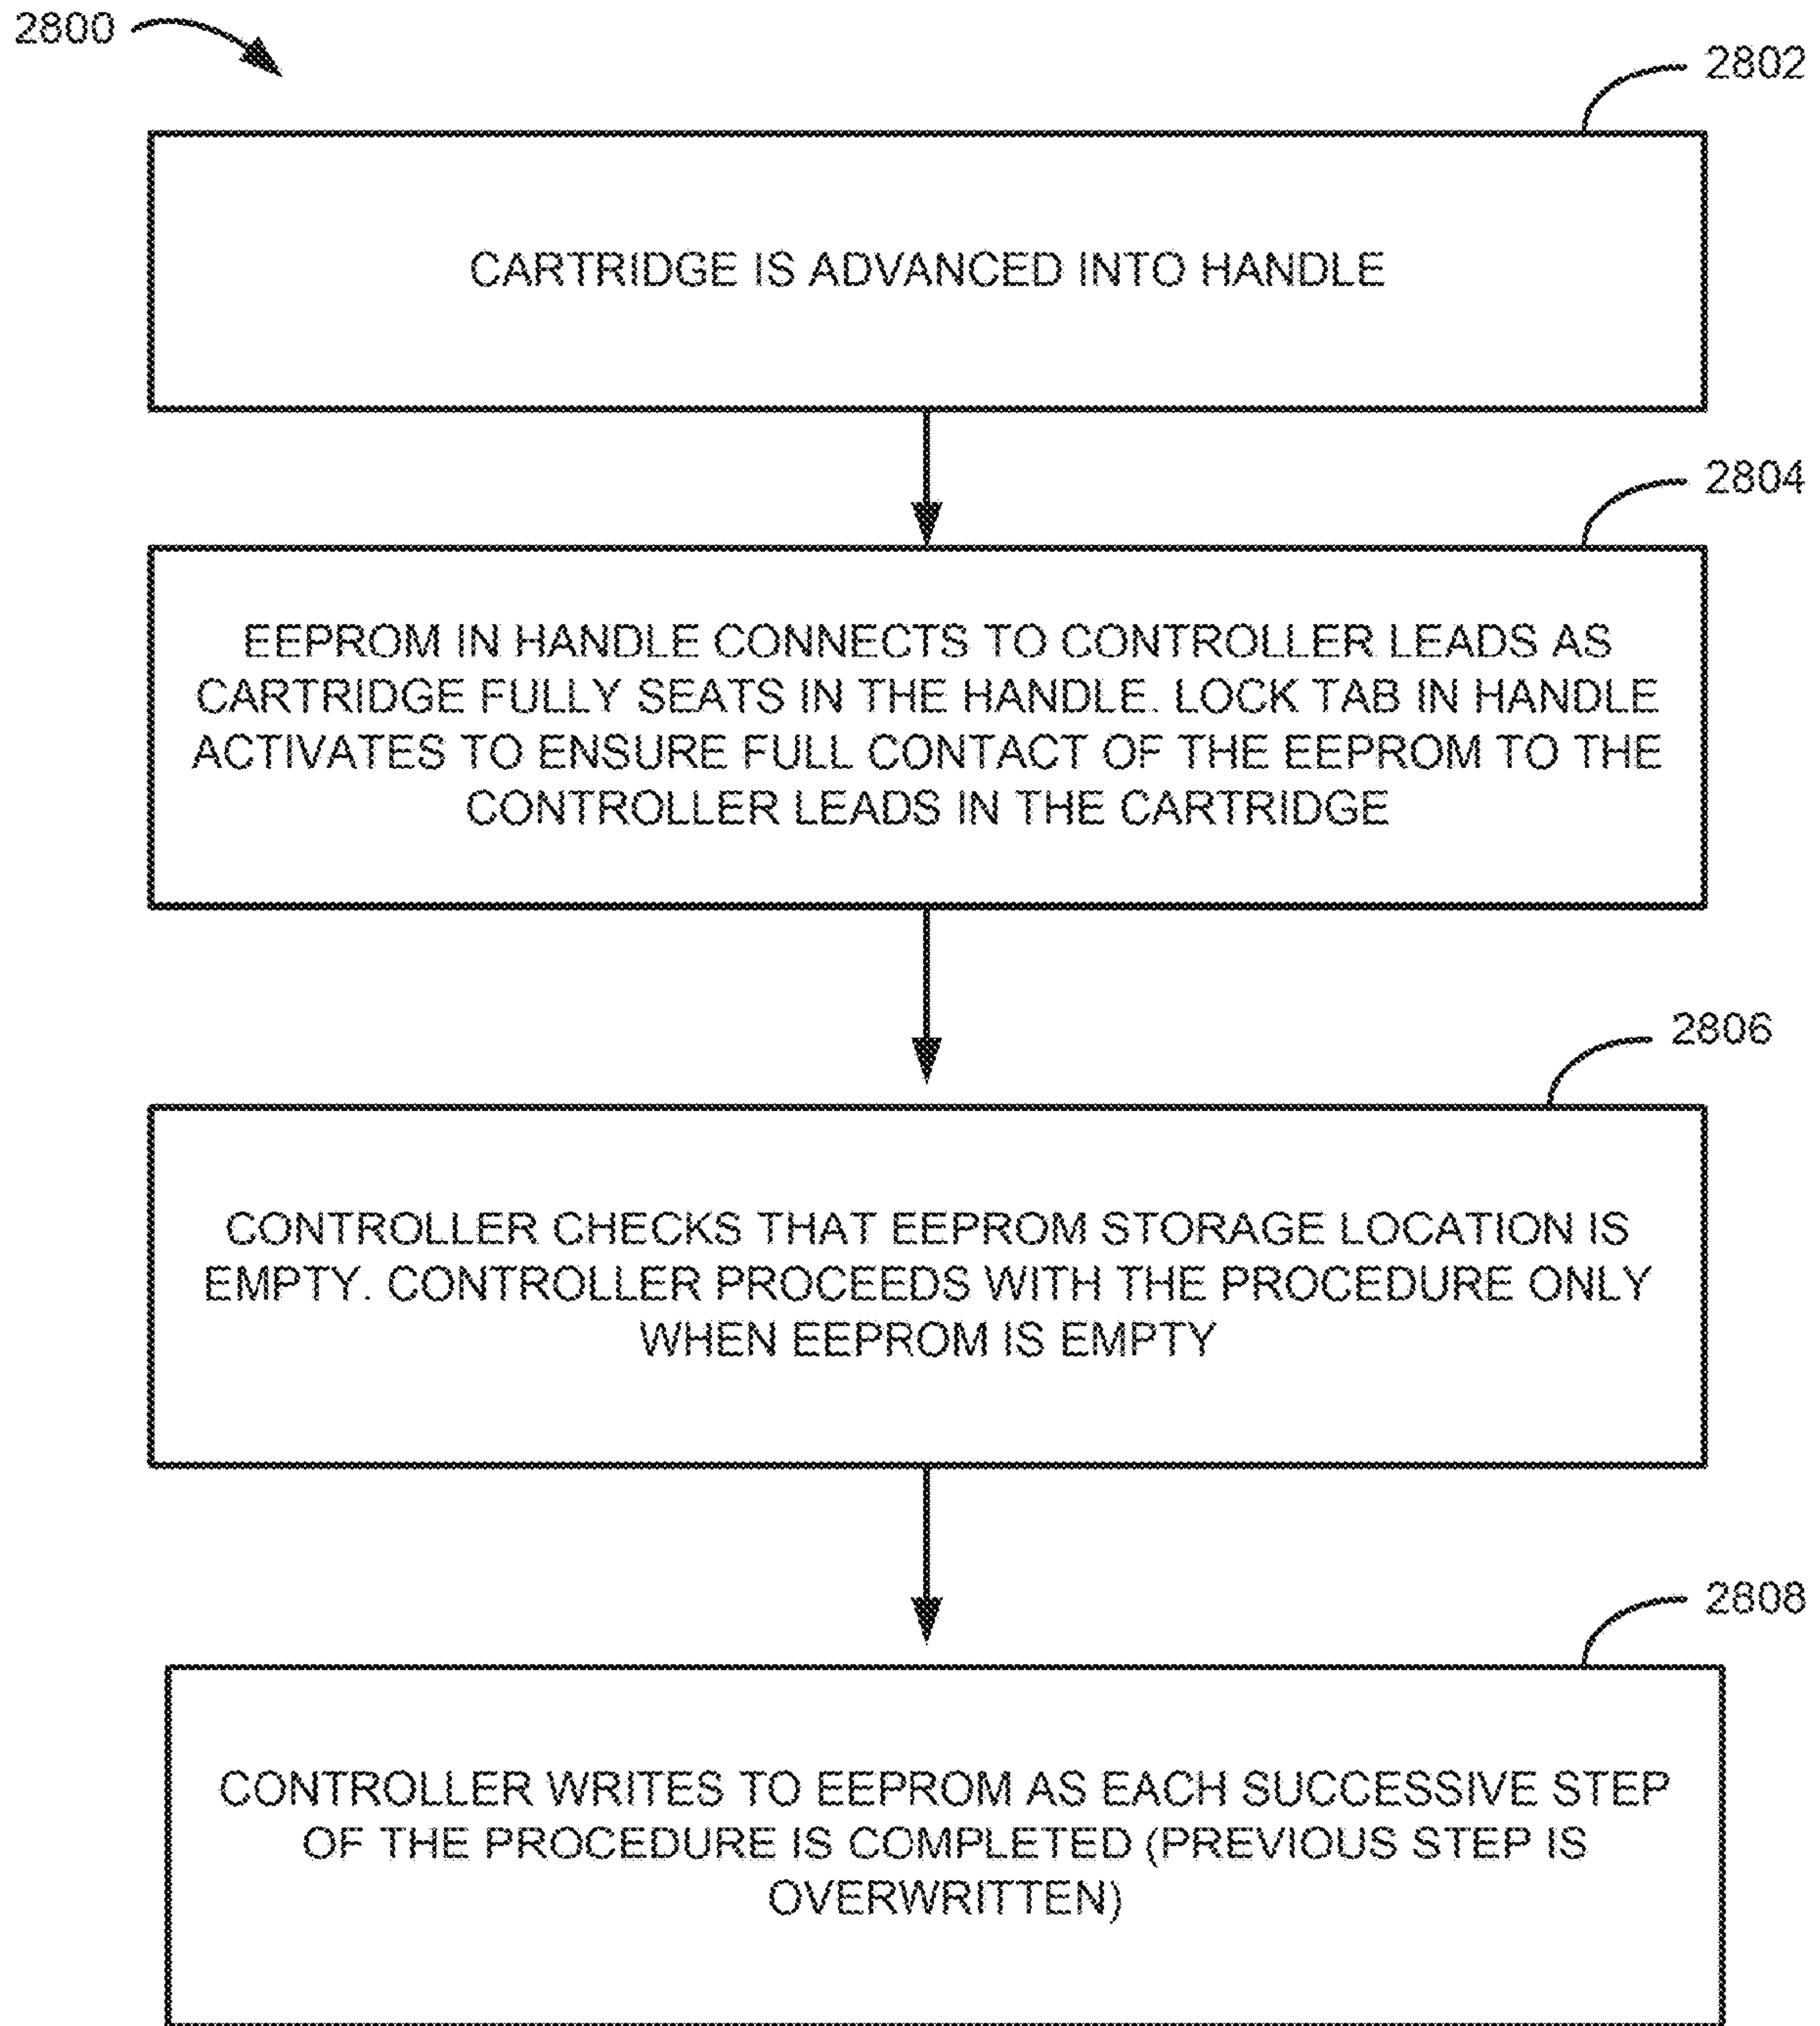 2800
2802
CARTRIDGE IS ADVANCED INTO HANDLE
2804
EEPROM IN HANDLE CONNECTS TO CONTROLLER LEADS AS
CARTRIDGE FULLY SEATS IN THE HANDLE. LOCK TAB IN HANDLE
ACTIVATES TO ENSURE FULL CONTACT OF THE EEPROM TO THE
CONTROLLER LEADS IN THE CARTRIDGE
2806
CONTROLLER CHECKS THAT EEPROM STORAGE LOCATION IS
EMPTY. CONTROLLER PROCEEDS WITH THE PROCEDURE ONLY
WHEN EEPROM IS EMPTY
2808
CONTROLLER WRITES TO EEPROM AS EACH SUCCESSIVE STEP
OF THE PROCEDURE IS COMPLETED (PREVIOUS STEP IS
OVERWRITTEN)